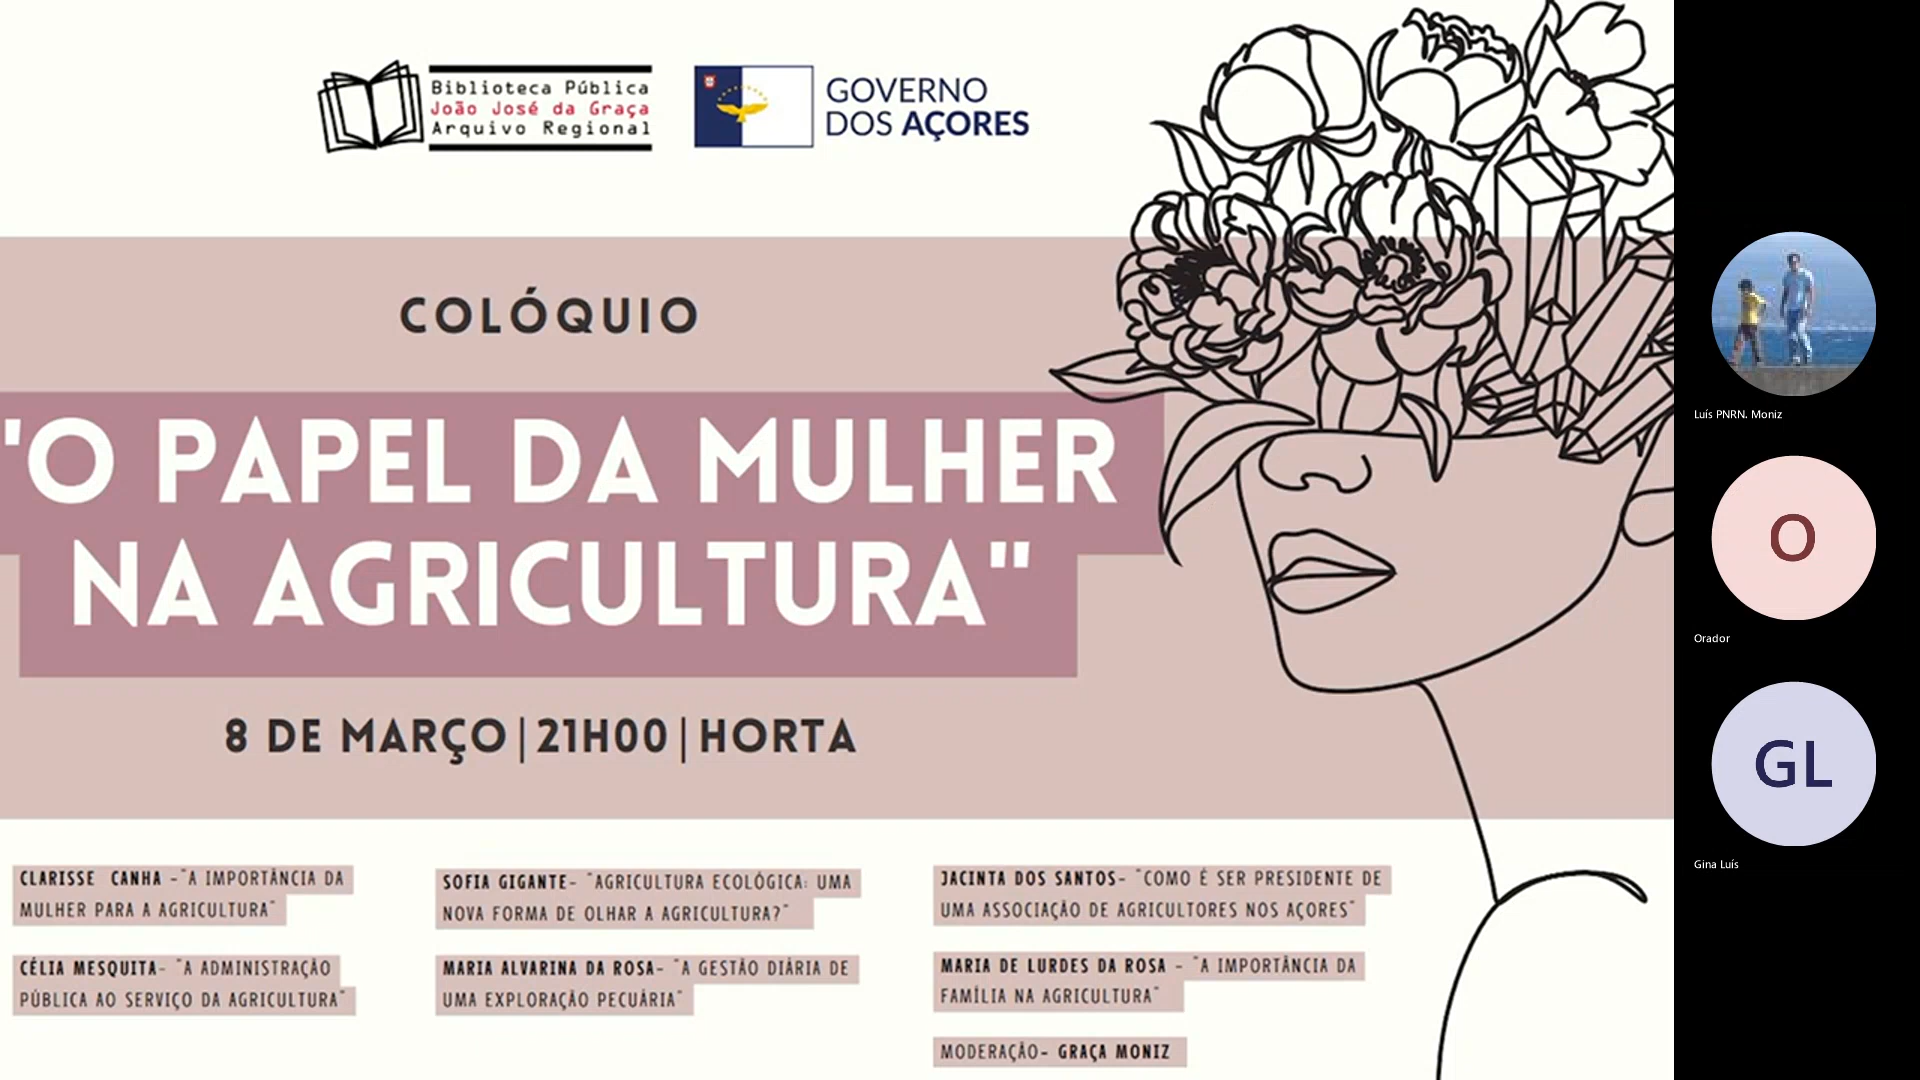 Biblioteca Pública
João José da Graça
Arquivo Regional
GOVERNO
DOS AÇORES
COLÓQUIO
"O PAPEL DA MULHER
NA AGRICULTURA"
8 DE MARÇO|21H00|HORTA
CLARISSE CANHA -"A IMPORTÂNCIA DA
MULHER PARA A AGRICULTURA"
CÉLIA MESQUITA- "A ADMINISTRAÇÃO
PÚBLICA AO SERVIÇO DA AGRICULTURA"
SOFIA GIGANTE- "AGRICULTURA ECOLÓGICA: UMA
NOVA FORMA DE OLHAR A AGRICULTURA?"
MARIA ALVARINA DA ROSA- "A GESTÃO DIÁRIA DE
UMA EXPLORAÇÃO PECUÁRIA"
JACINTA DOS SANTOS- "COMO É SER PRESIDENTE DE
UMA ASSOCIAÇÃO DE AGRICULTORES NOS AÇORES"
MARIA DE LURDES DA ROSA - "A IMPORTÂNCIA DA
FAMÍLIA NA AGRICULTURA"
MODERAÇÃO- GRAÇA MONIZ
Luís PNRN. Moniz
O
Orador
GL
Gina Luís